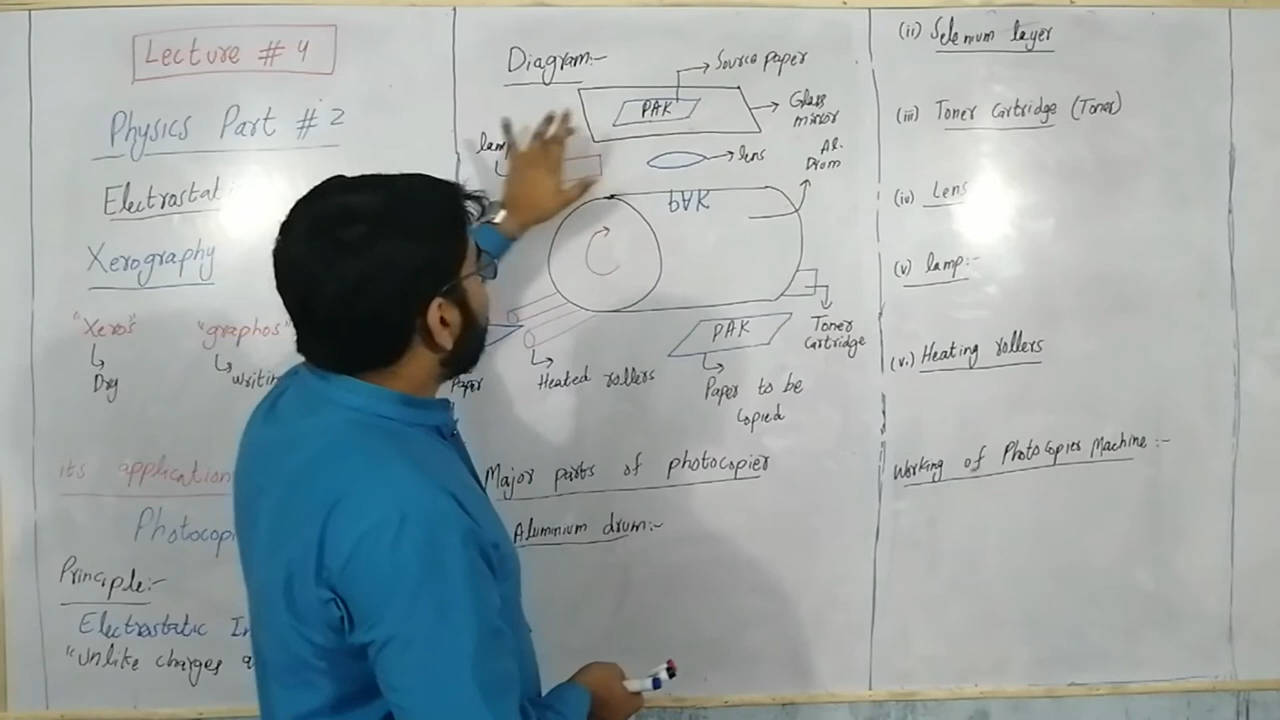 Lecture # 4
Physics Part # 2
Electrostat
Xerography
"Xeros"
"graphos"
Dry
writin
its application
Photocopi
Principle:-
Electrostatic In
"Unlike charges a
Diagram:-
Source paper
PAK
Glass
mirror
lamp
lens
Al.
Drum
PAK
Toner
Cartridge
PAK
Heated rollers
Paper
Paper to be
Copied
Major parts of photocopier
Aluminium drum:-
(ii) Selenium layer
(iii) Toner Cartridge (Toner)
(iv) Lens
(v) lamp:-
(vi) Heating rollers
Working of Photocopier Machine:-